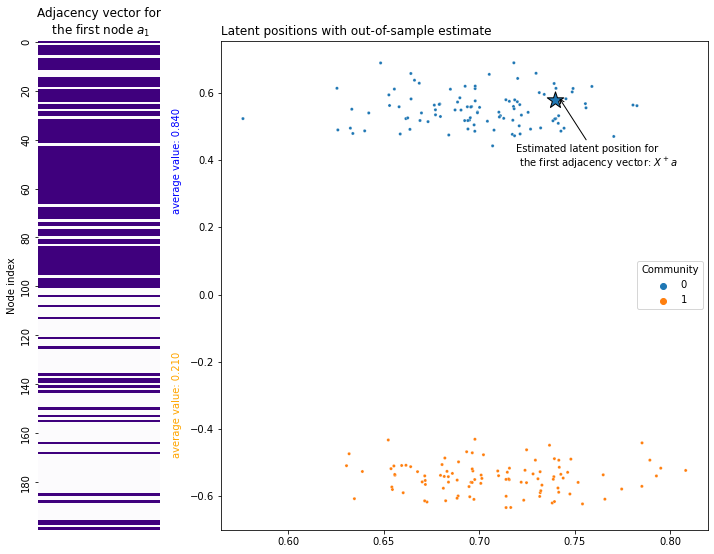 Adjacency vector for
the first node a₁
Latent positions with out-of-sample estimate
Node index
0
20
40
60
80
100
120
140
160
180
average value: 0.840
average value: 0.210
0.6
0.4
0.2
0.0
−0.2
−0.4
−0.6
Estimated latent position for
the first adjacency vector: X⁺a
Community
0
1
0.60
0.65
0.70
0.75
0.80